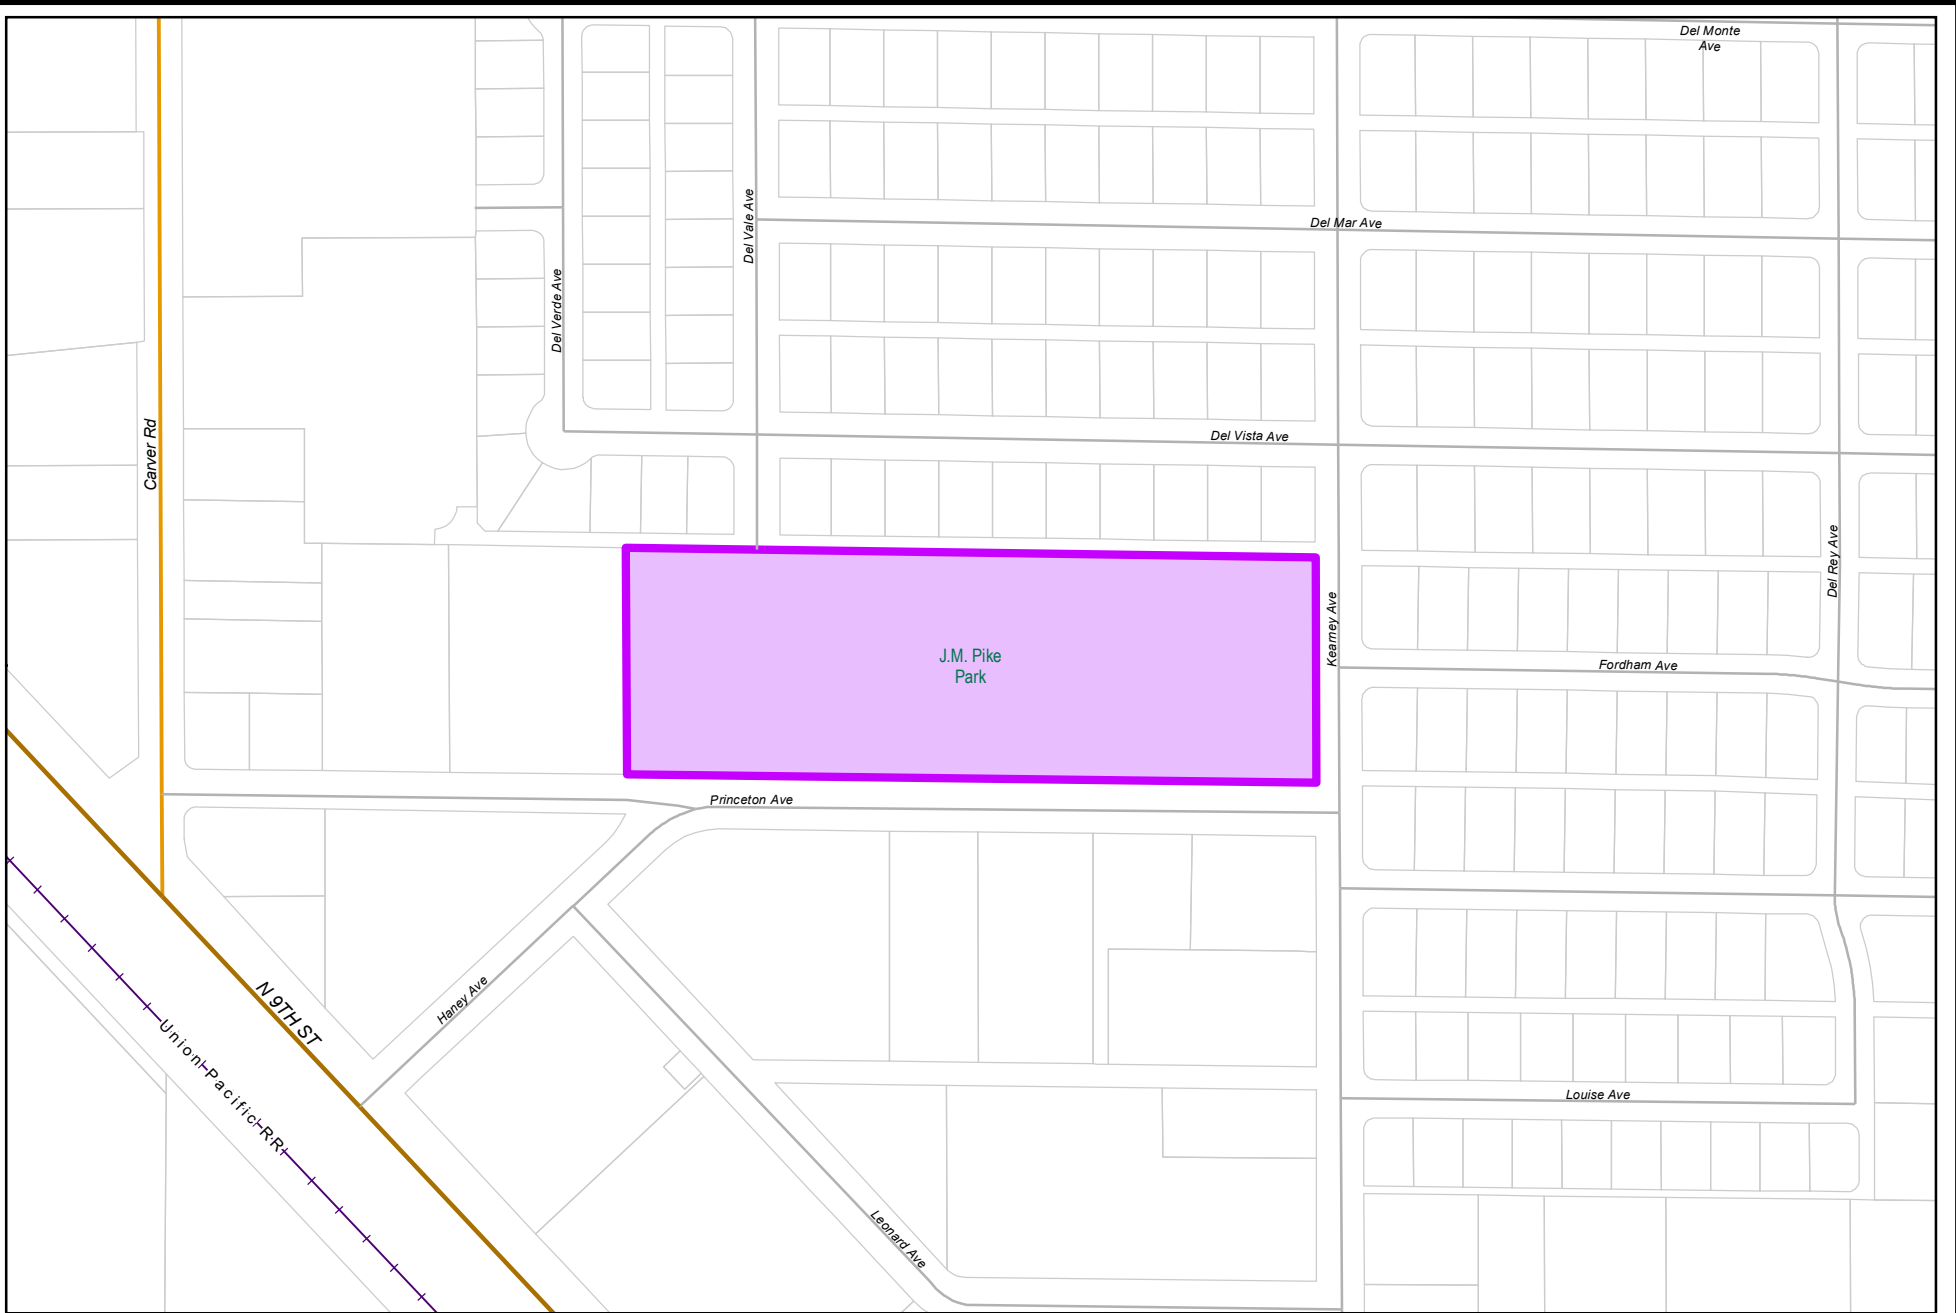 Del Monte
Ave
Del Mar Ave
Del Vale Ave
Del Verde Ave
Carver Rd
Del Vista Ave
Del Rey Ave
Kearney Ave
J.M. Pike
Park
Fordham Ave
Princeton Ave
Haney Ave
N 9TH ST
Union Pacific RR
Louise Ave
Leonard Ave